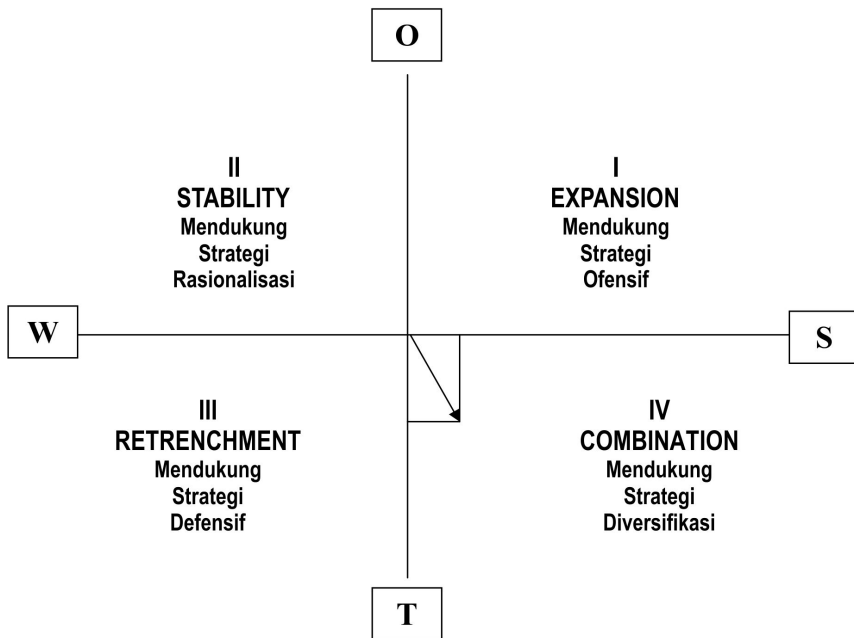 O
II
STABILITY
Mendukung
Strategi
Rasionalisasi
I
EXPANSION
Mendukung
Strategi
Ofensif
W
S
III
RETRENCHMENT
Mendukung
Strategi
Defensif
IV
COMBINATION
Mendukung
Strategi
Diversifikasi
T